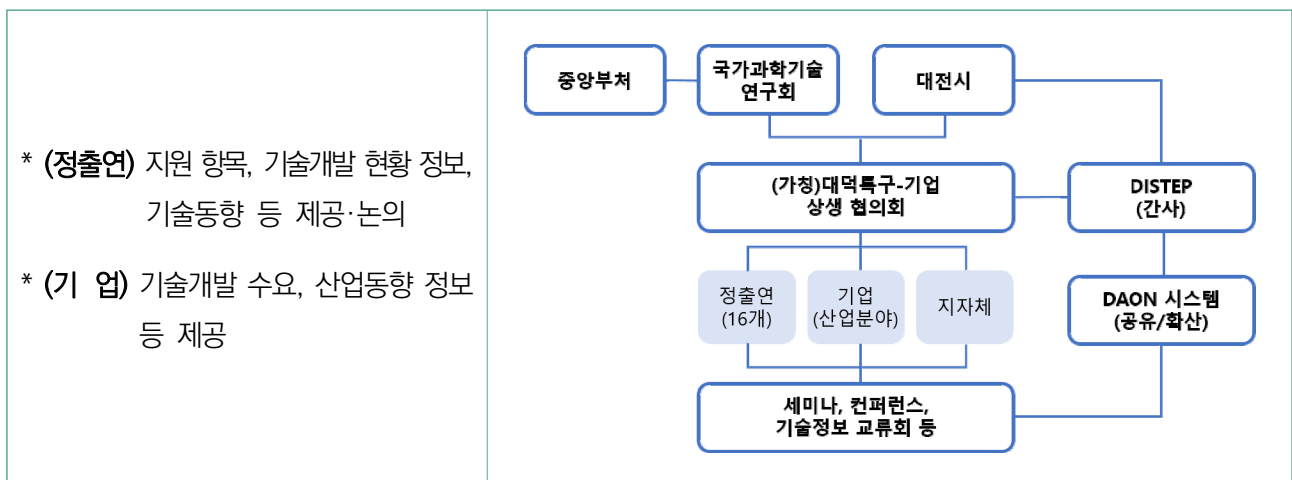 * (정출연) 지원 항목, 기술개발 현황 정보,
기술동향 등 제공·논의
* (기 업) 기술개발 수요, 산업동향 정보
등 제공
중앙부처
국가과학기술
연구회
대전시
(가칭)대덕특구-기업
상생 협의회
DISTEP
(간사)
정출연
(16개)
기업
(산업분야)
지자체
DAON 시스템
(공유/확산)
세미나, 컨퍼런스,
기술정보 교류회 등